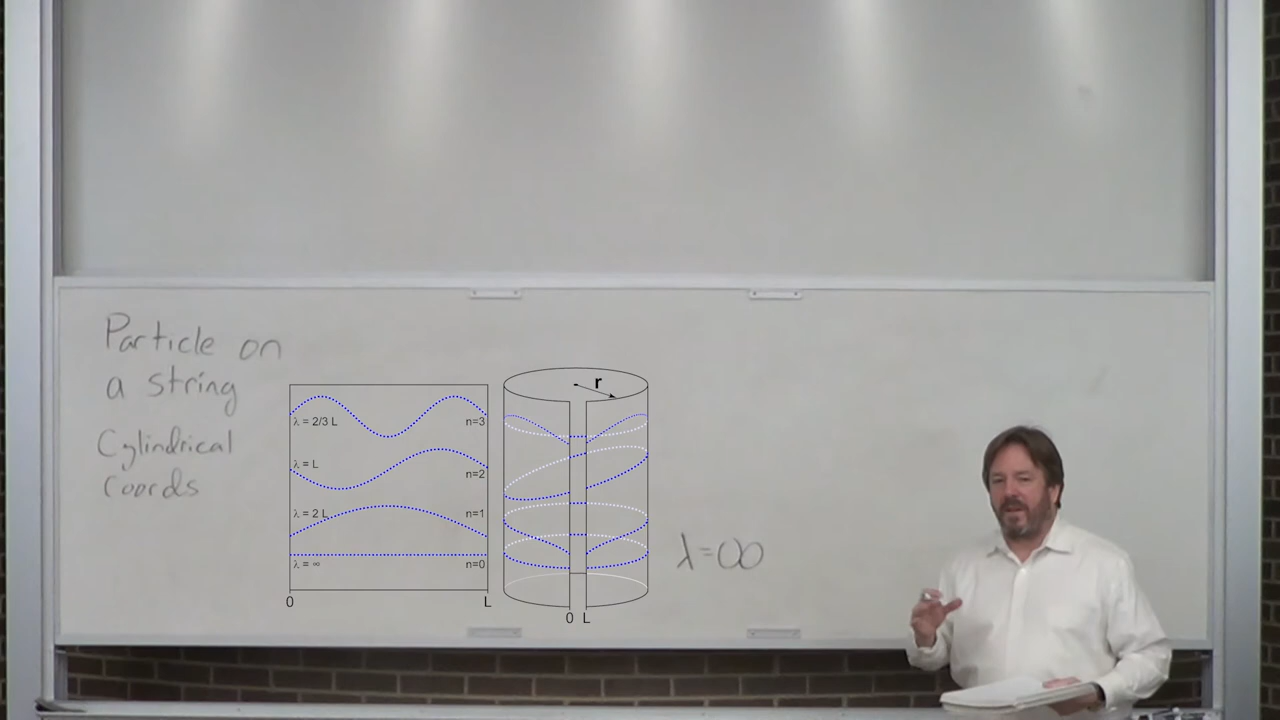 Particle on
a string
Cylindrical
coords
λ = 2/3 L
n=3
λ = L
n=2
λ = 2 L
n=1
λ = ∞
n=0
0
L
r
0 L
λ=∞